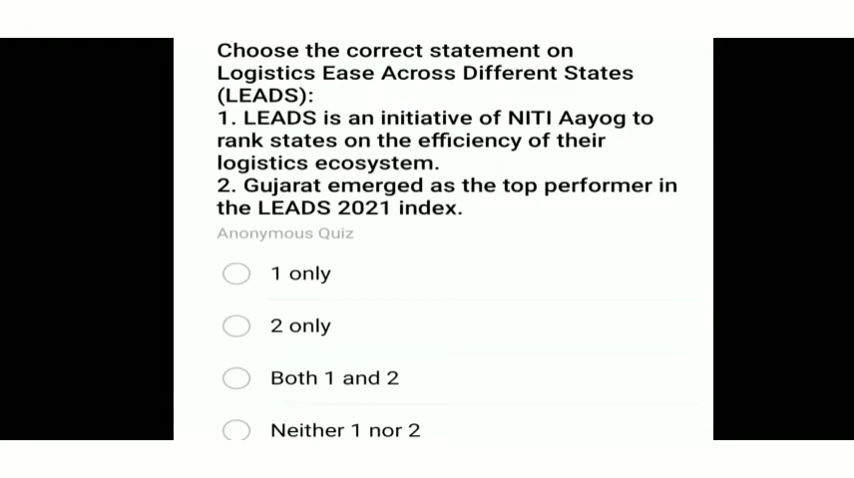 Choose the correct statement on
Logistics Ease Across Different States
(LEADS):
1. LEADS is an initiative of NITI Aayog to
rank states on the efficiency of their
logistics ecosystem.
2. Gujarat emerged as the top performer in
the LEADS 2021 index.
Anonymous Quiz
1 only
2 only
Both 1 and 2
Neither 1 nor 2